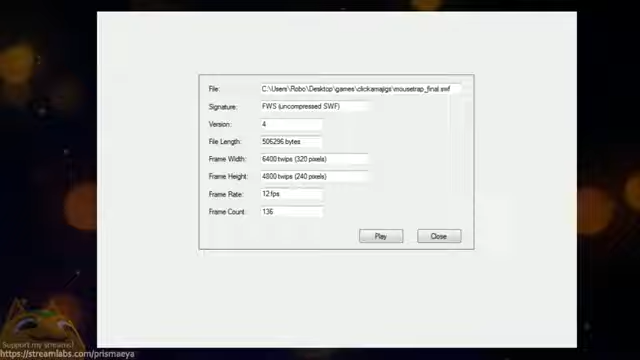 File: C:\Users\Robo\Desktop\games\clickamajigs\mousetrap_final.swf
Signature: FWS (uncompressed SWF)
Version: 4
File Length: 506296 bytes
Frame Width: 6400 twips (320 pixels)
Frame Height: 4800 twips (240 pixels)
Frame Rate: 12 fps
Frame Count: 136
Play Close
Support my streams!
https://streamlabs.com/prismaeya